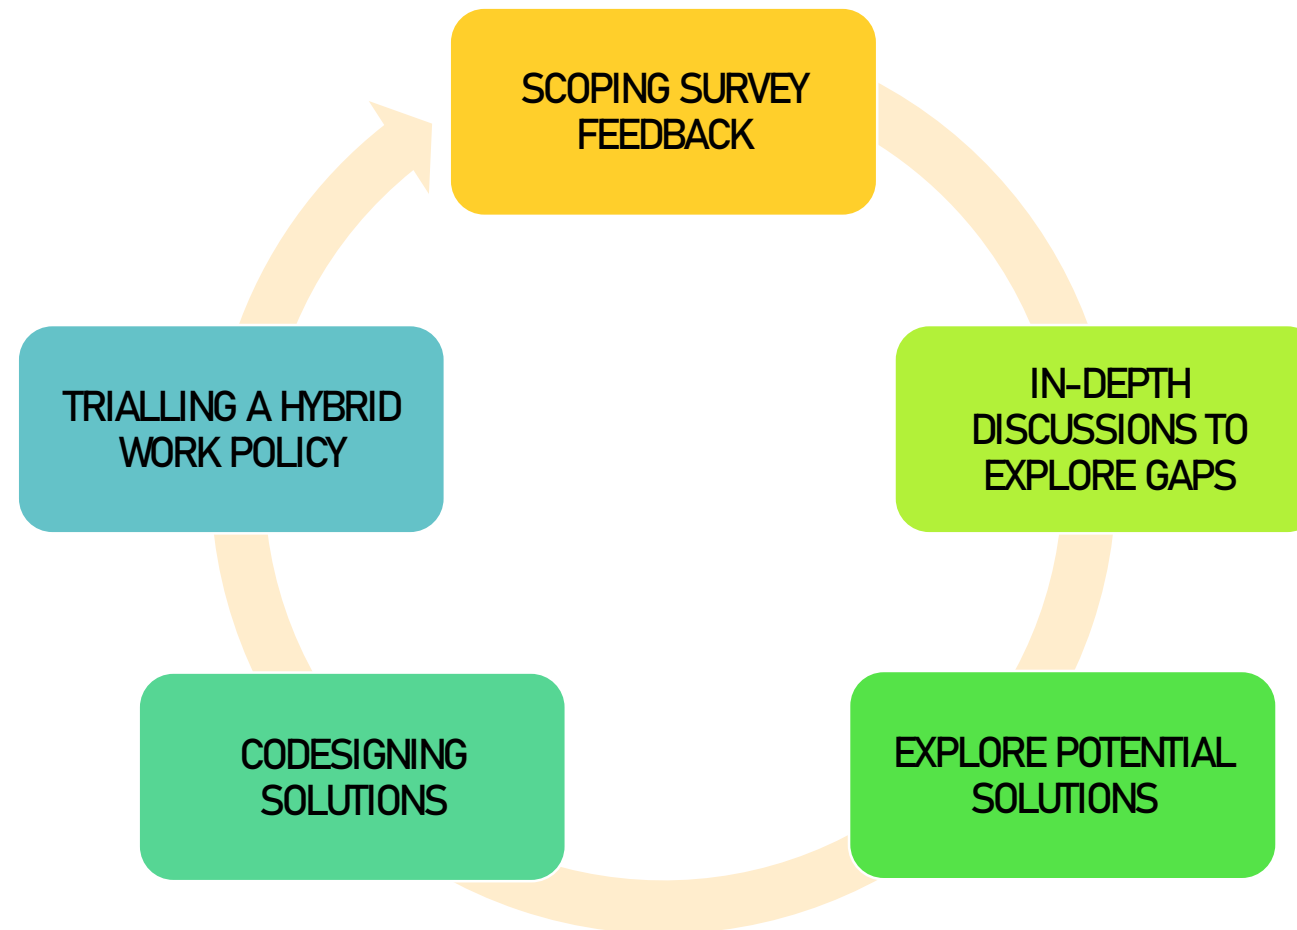 SCOPING SURVEY
FEEDBACK
IN-DEPTH
DISCUSSIONS TO
EXPLORE GAPS
EXPLORE POTENTIAL
SOLUTIONS
CODESIGNING
SOLUTIONS
TRIALLING A HYBRID
WORK POLICY